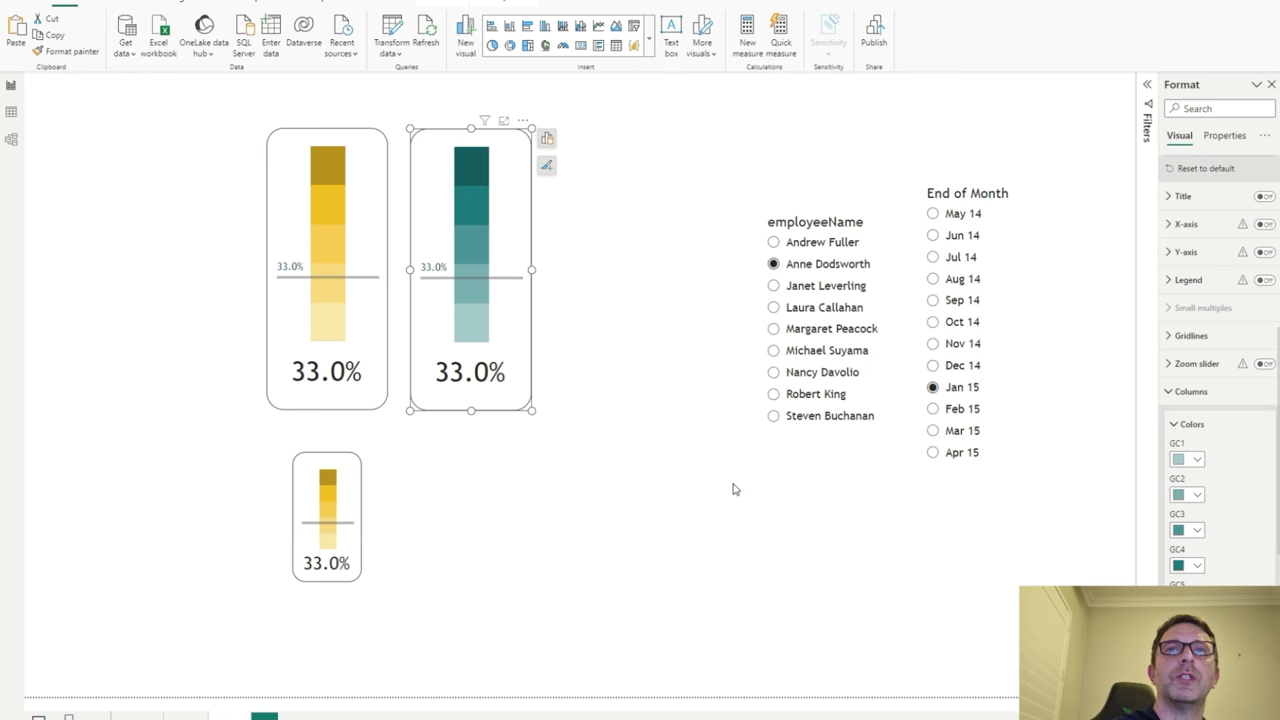 Cut
Copy
Format painter
Paste
Clipboard
Get data
Excel workbook
OneLake data hub
SQL Server
Enter data
Dataverse
Recent sources
Data
Transform data
Refresh
Queries
New visual
Text box
More visuals
Insert
New measure
Quick measure
Calculations
Sensitivity
Sensitivity
Publish
Share
33.0%
33.0%
33.0%
33.0%
33.0%
employeeName
Andrew Fuller
Anne Dodsworth
Janet Leverling
Laura Callahan
Margaret Peacock
Michael Suyama
Nancy Davolio
Robert King
Steven Buchanan
End of Month
May 14
Jun 14
Jul 14
Aug 14
Sep 14
Oct 14
Nov 14
Dec 14
Jan 15
Feb 15
Mar 15
Apr 15
Filters
Format
Search
Visual
Properties
Reset to default
Title
Off
X-axis
Off
Y-axis
Off
Legend
Off
Small multiples
Gridlines
Zoom slider
Off
Columns
Colors
GC1
GC2
GC3
GC4